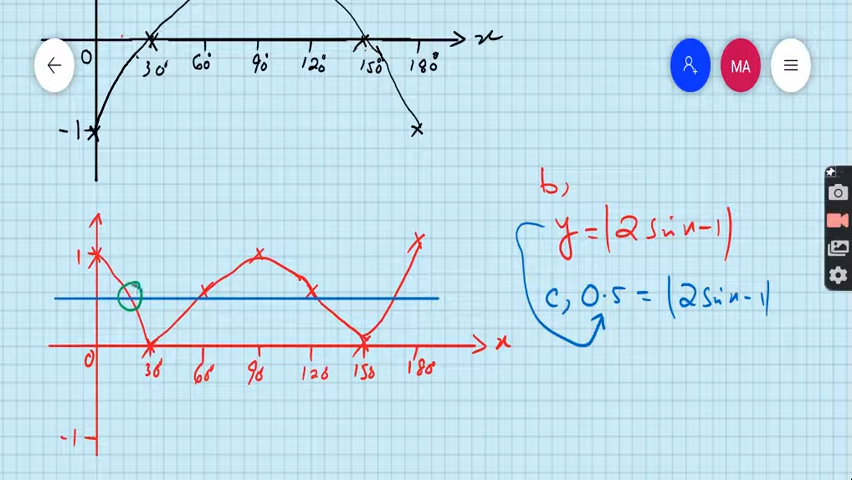 0 30° 60° 90° 120° 150° 180° x
-1
MA
b,
y = |2 sin x - 1|
c, 0.5 = |2 sin x - 1|
1
0 30° 60° 90 120 150 180° x
-1